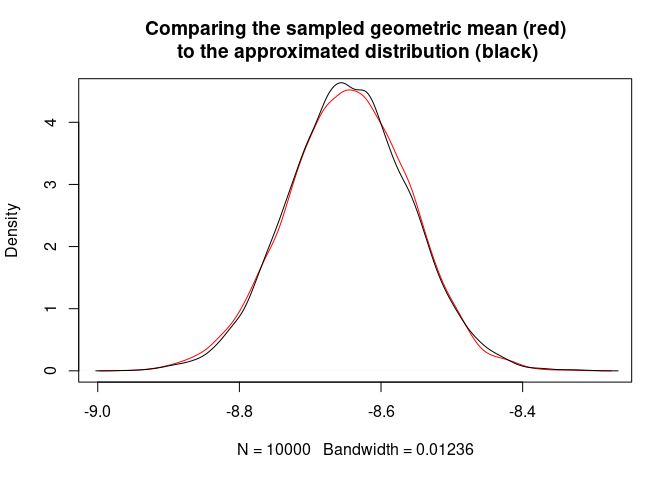 Comparing the sampled geometric mean (red)
to the approximated distribution (black)
Density
4
3
2
1
0
-9.0 -8.8 -8.6 -8.4
N = 10000 Bandwidth = 0.01236